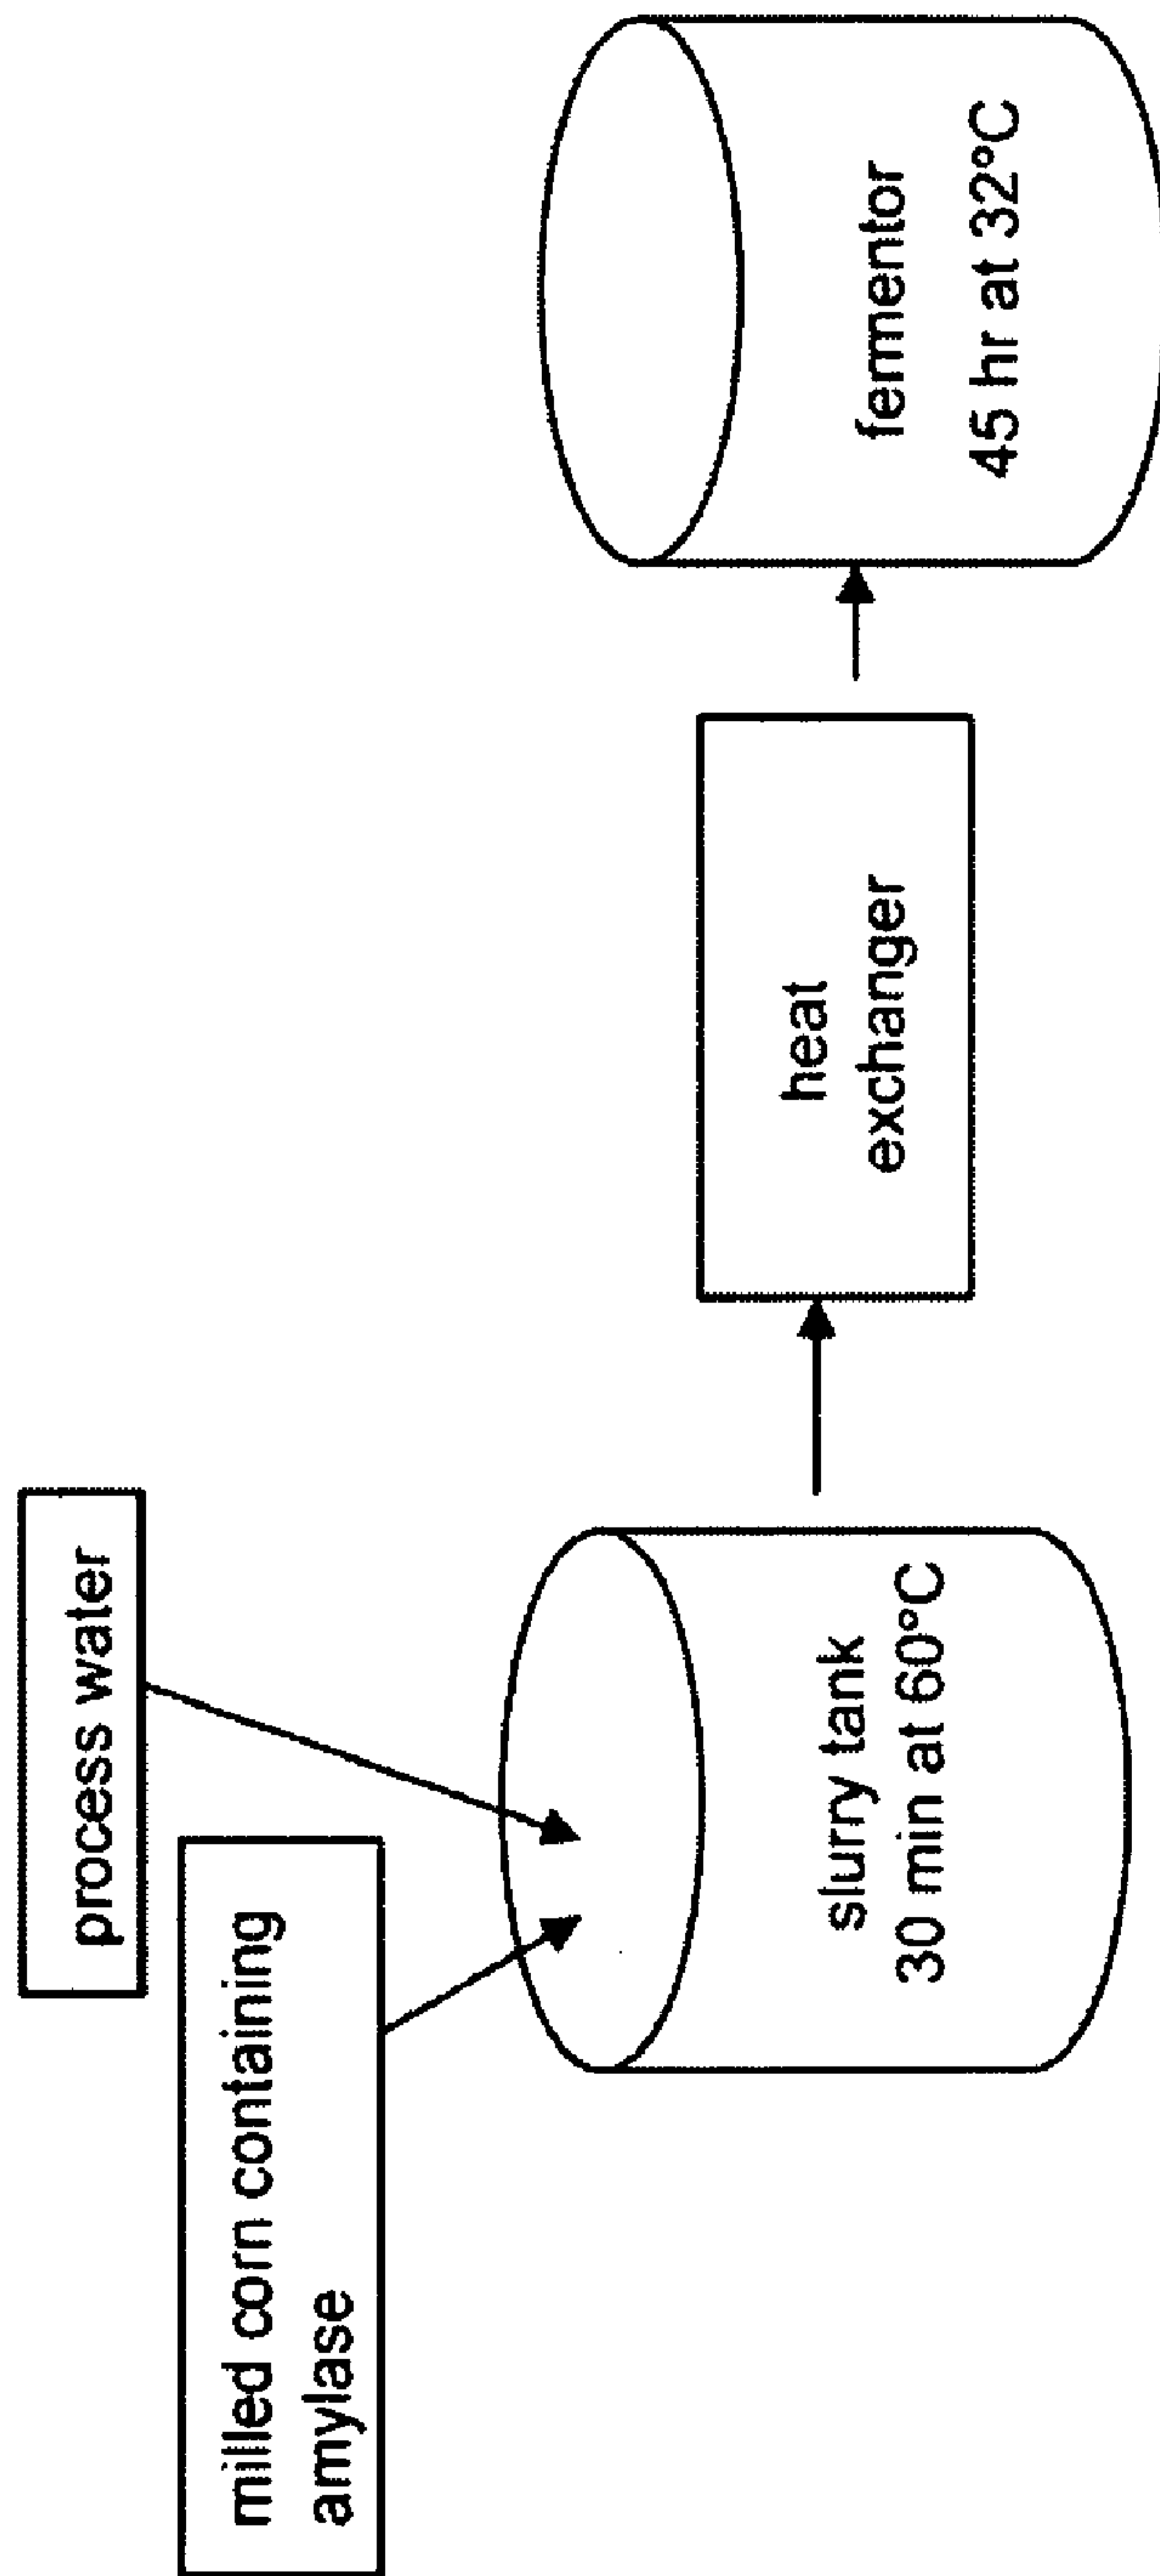 process water
milled corn containing
amylase
slurry tank
30 min at 60°C
heat
exchanger
fermentor
45 hr at 32°C